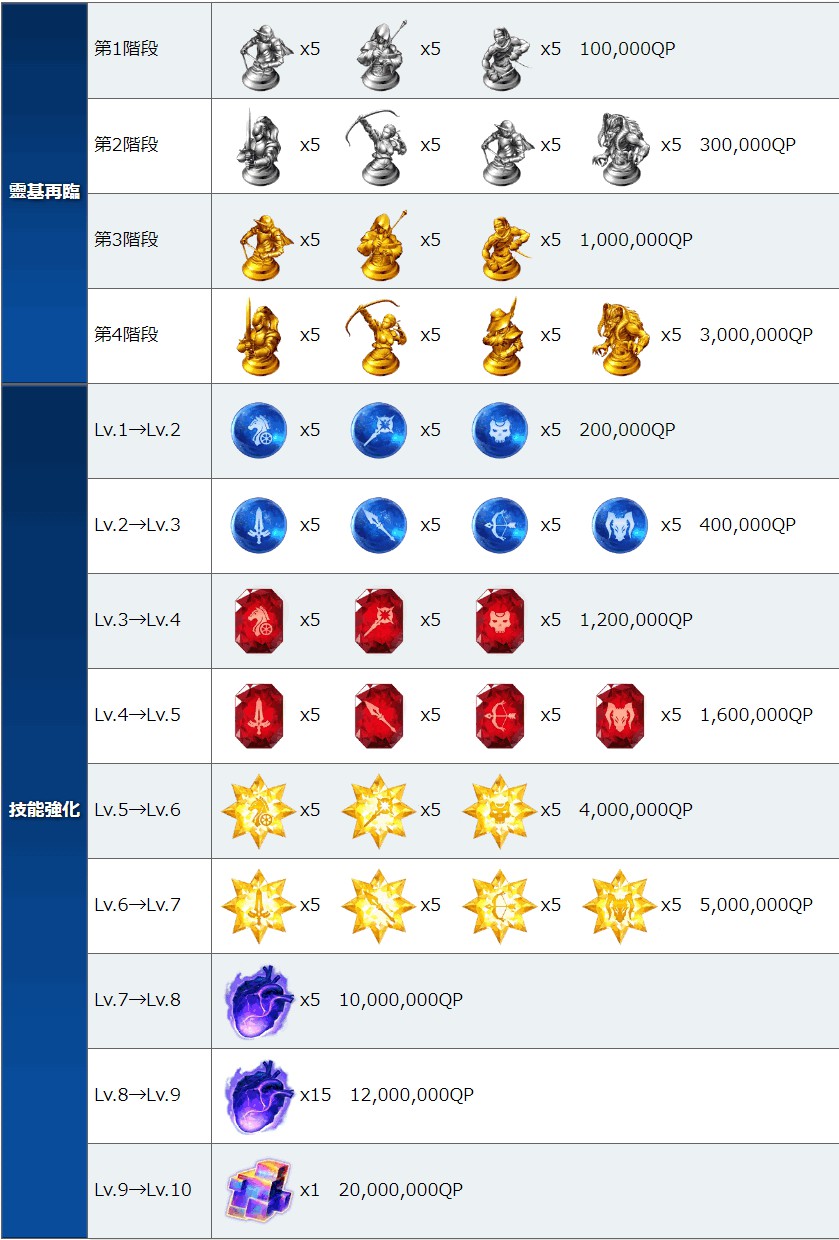 靈基再臨
第1階段 x5 x5 x5 100,000QP
第2階段 x5 x5 x5 x5 300,000QP
第3階段 x5 x5 x5 1,000,000QP
第4階段 x5 x5 x5 x5 3,000,000QP
技能強化
Lv.1→Lv.2 x5 x5 x5 200,000QP
Lv.2→Lv.3 x5 x5 x5 x5 400,000QP
Lv.3→Lv.4 x5 x5 x5 1,200,000QP
Lv.4→Lv.5 x5 x5 x5 x5 1,600,000QP
Lv.5→Lv.6 x5 x5 x5 4,000,000QP
Lv.6→Lv.7 x5 x5 x5 x5 5,000,000QP
Lv.7→Lv.8 x5 10,000,000QP
Lv.8→Lv.9 x15 12,000,000QP
Lv.9→Lv.10 x1 20,000,000QP